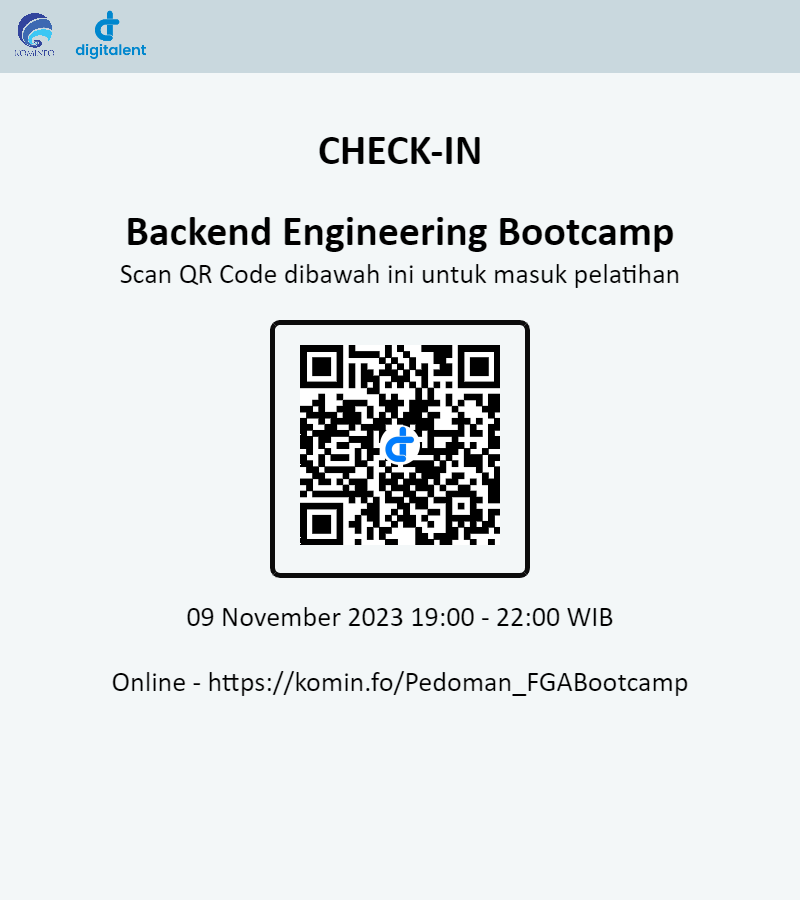 KOMINFO
digitalent
CHECK-IN
Backend Engineering Bootcamp
Scan QR Code dibawah ini untuk masuk pelatihan
09 November 2023 19:00 - 22:00 WIB
Online - https://komin.fo/Pedoman_FGABootcamp